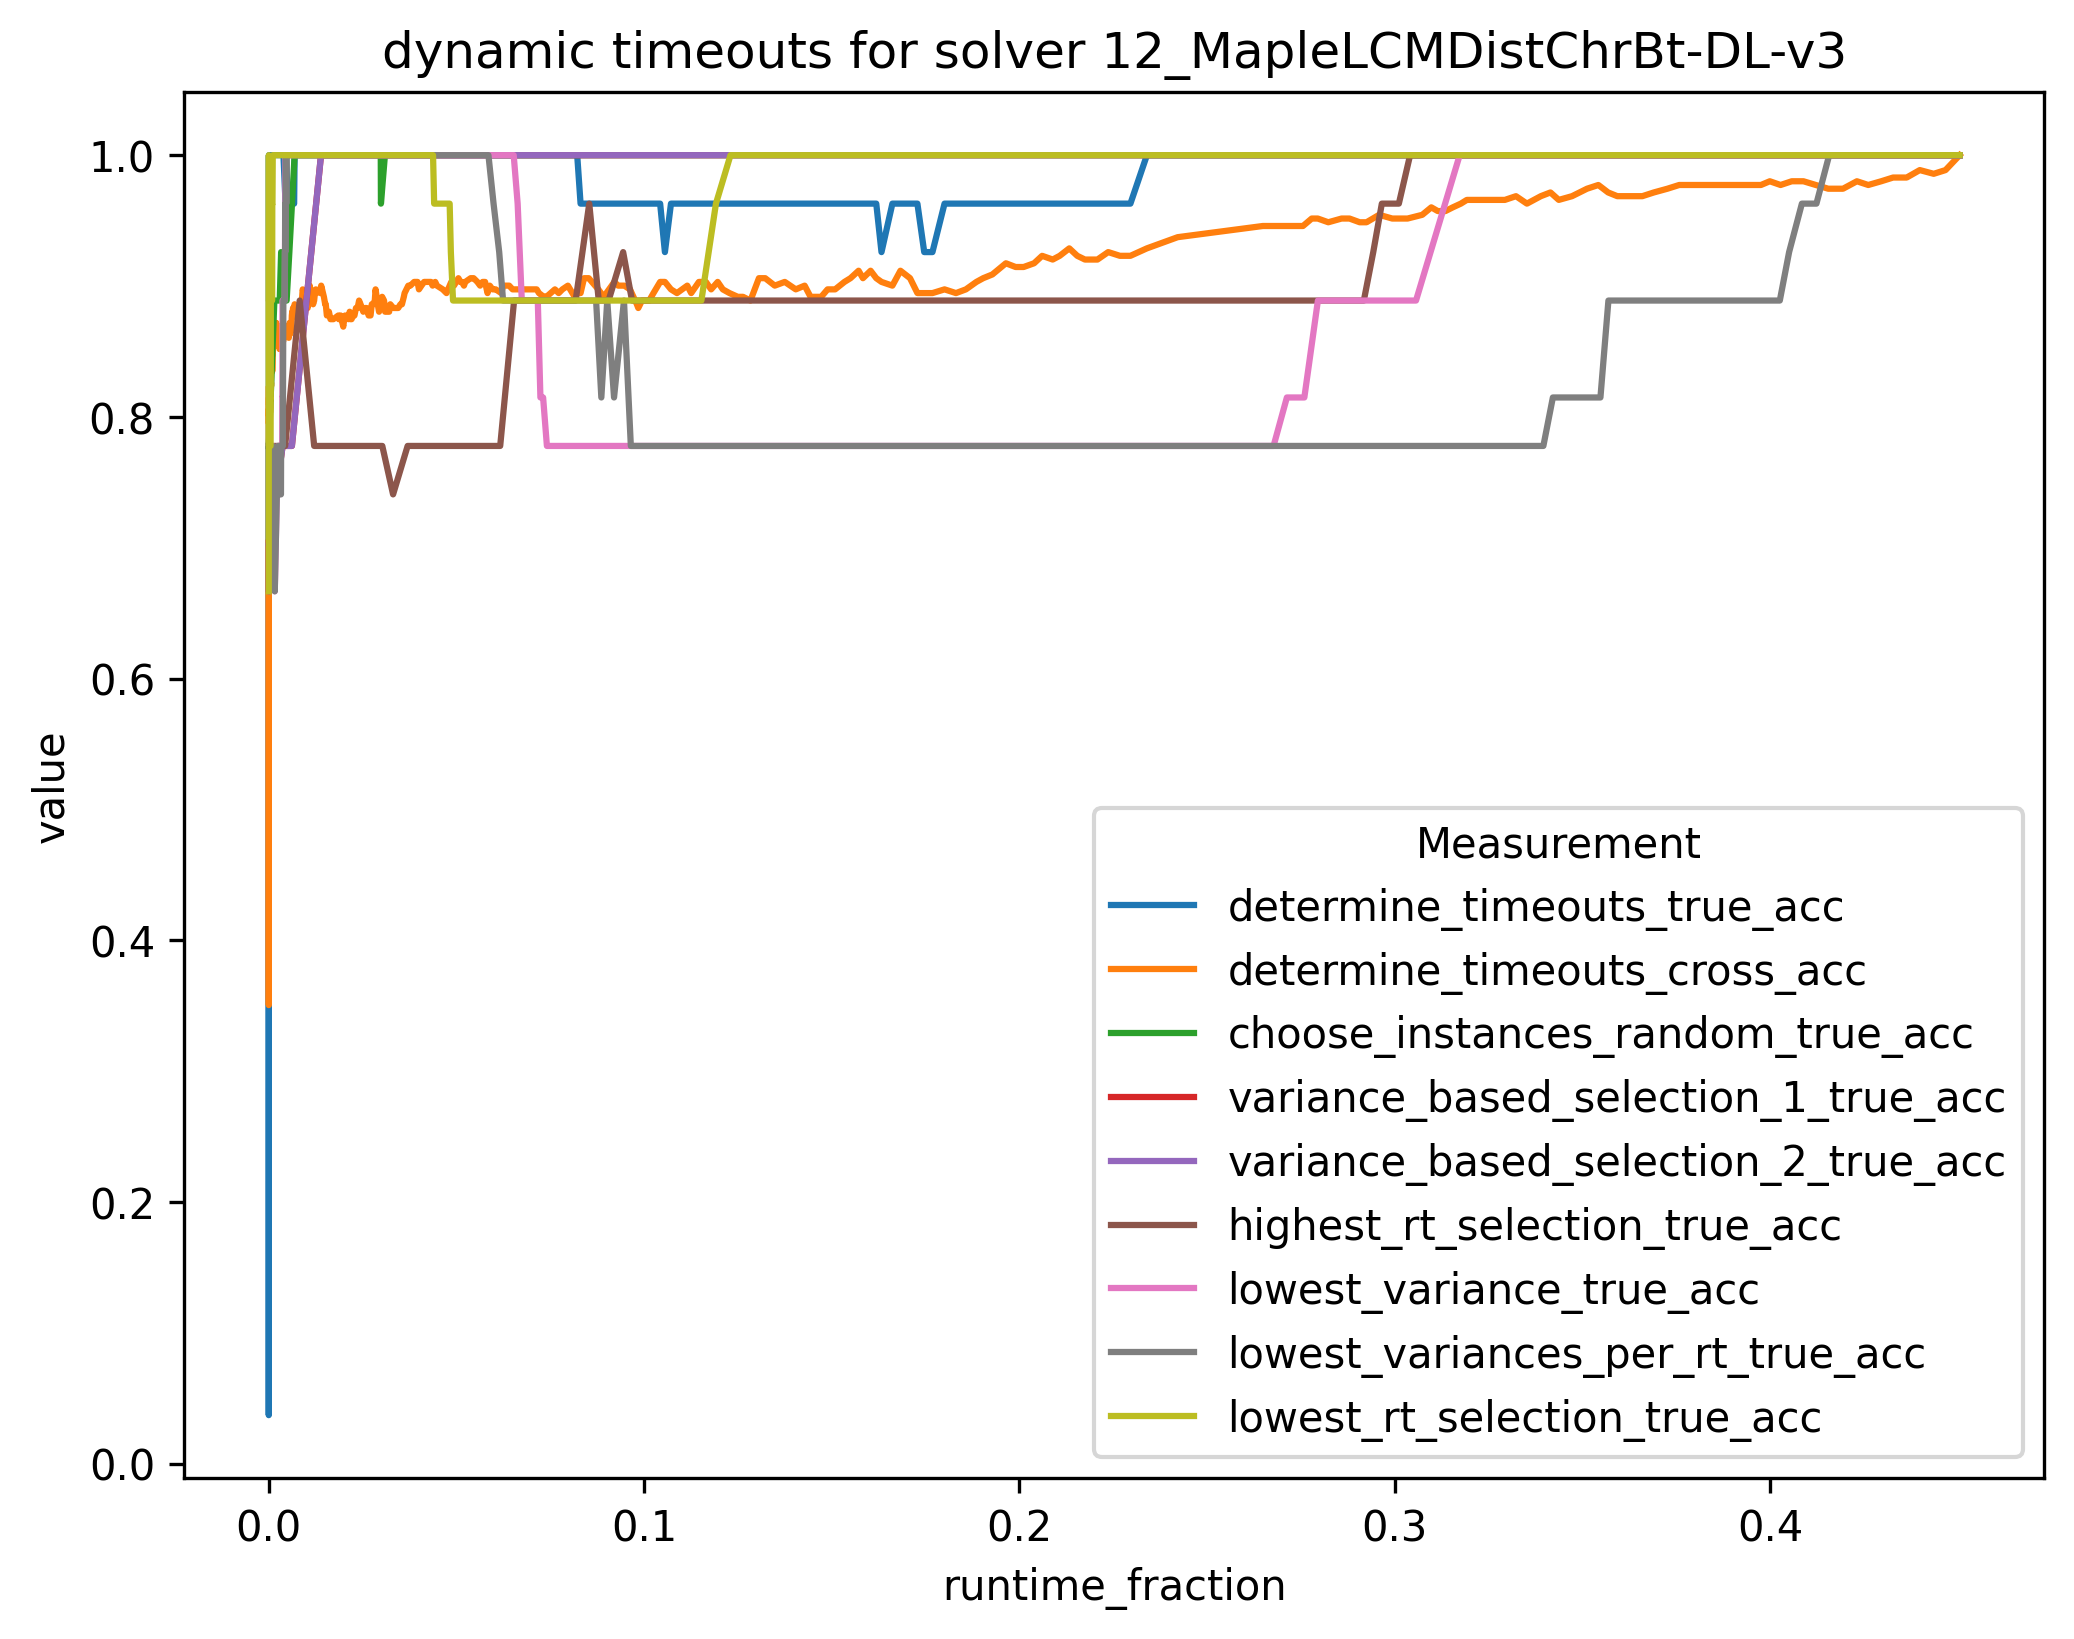 dynamic timeouts for solver 12_MapleLCMDistChrBt-DL-v3
1.0
0.8
0.6
0.4
0.2
0.0
value
0.0 0.1 0.2 0.3 0.4
runtime_fraction
Measurement
determine_timeouts_true_acc
determine_timeouts_cross_acc
choose_instances_random_true_acc
variance_based_selection_1_true_acc
variance_based_selection_2_true_acc
highest_rt_selection_true_acc
lowest_variance_true_acc
lowest_variances_per_rt_true_acc
lowest_rt_selection_true_acc